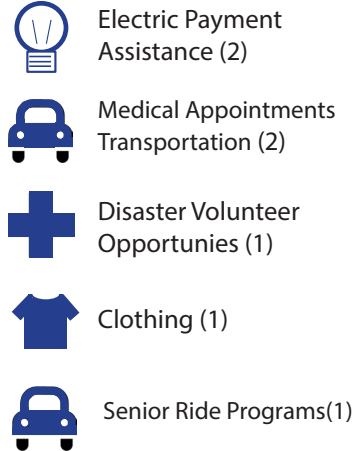 Electric Payment
Assistance (2)
Medical Appointments
Transportation (2)
Disaster Volunteer
Opportunies (1)
Clothing (1)
Senior Ride Programs(1)